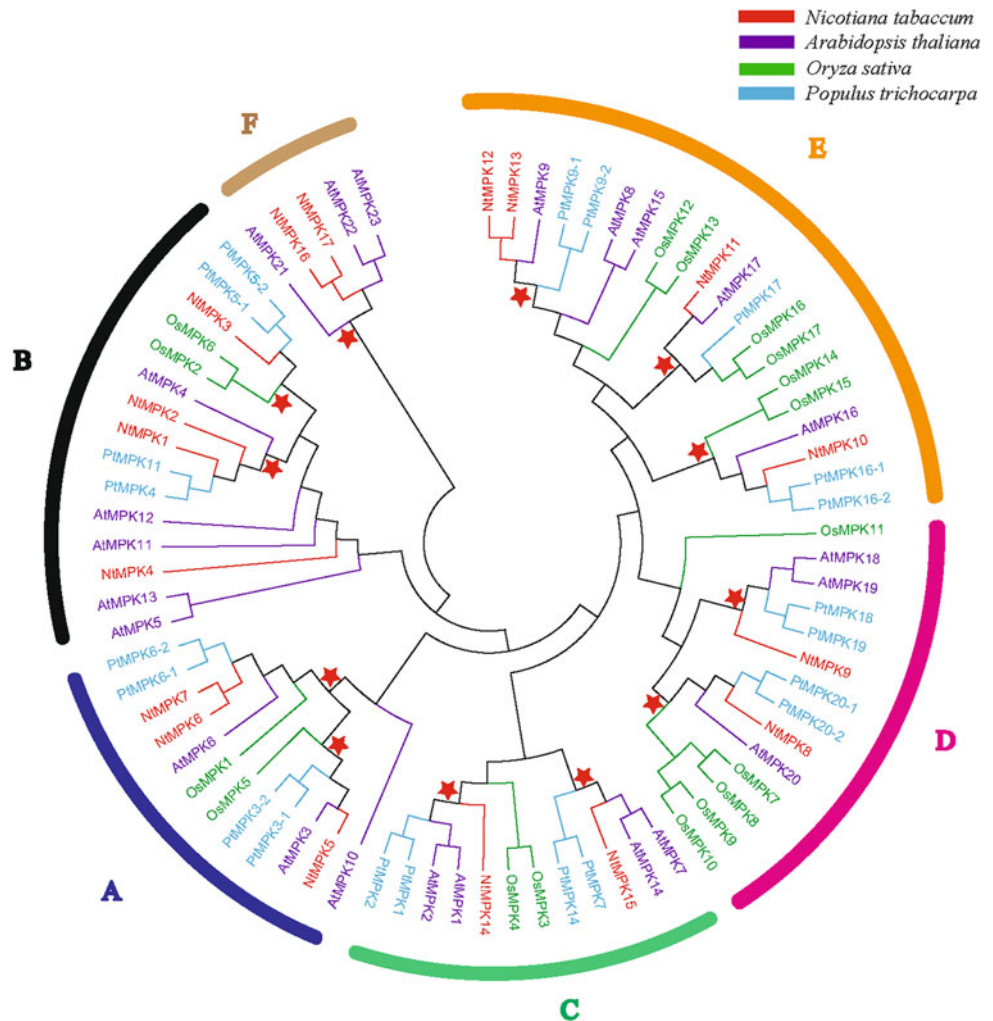 Nicotiana tabaccum
Arabidopsis thaliana
Oryza sativa
Populus trichocarpa
E
NtMPK12
NtMPK13
AtMPK9
PtMPK9-1
PtMPK9-2
AtMPK8
AtMPK15
OsMPK12
OsMPK13
NtMPK11
AtMPK17
PtMPK17
OsMPK16
OsMPK17
OsMPK14
OsMPK15
AtMPK16
NtMPK10
PtMPK16-1
PtMPK16-2
D
OsMPK11
AtMPK18
AtMPK19
PtMPK18
PtMPK19
NtMPK9
PtMPK20-1
PtMPK20-2
NtMPK8
AtMPK20
OsMPK7
OsMPK8
OsMPK9
OsMPK10
C
AtMPK7
AtMPK14
NtMPK15
PtMPK7
PtMPK14
OsMPK3
OsMPK4
NtMPK14
AtMPK1
AtMPK2
PtMPK1
PtMPK2
A
AtMPK10
NtMPK5
AtMPK3
PtMPK3-1
PtMPK3-2
OsMPK5
OsMPK1
AtMPK6
NtMPK6
NtMPK7
PtMPK6-1
PtMPK6-2
B
AtMPK5
AtMPK13
NtMPK4
AtMPK11
AtMPK12
PtMPK4
PtMPK11
NtMPK1
NtMPK2
AtMPK4
OsMPK2
OsMPK6
NtMPK3
PtMPK5-1
PtMPK5-2
F
AtMPK21
NtMPK16
NtMPK17
AtMPK22
AtMPK23